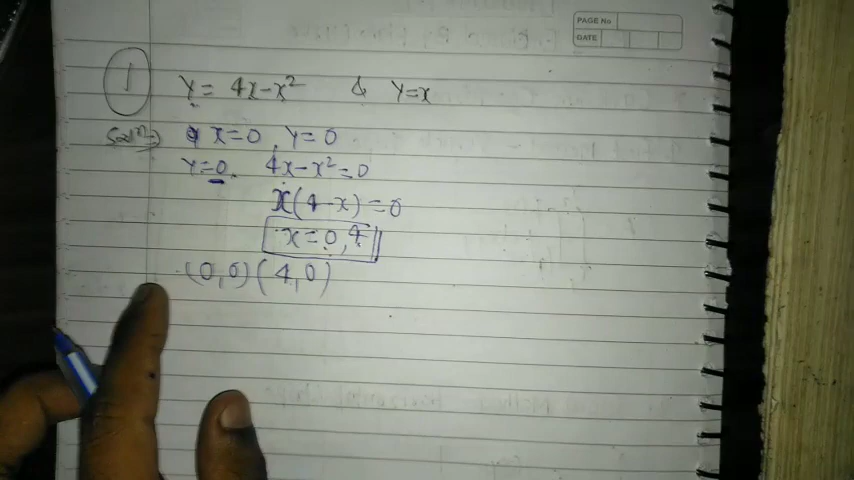 PAGE No
DATE
1
y = 4x-x² & y=x
Soln⇒ x=0, y=0
y=0. 4x-x²=0
x(4-x)=0
x=0,4
(0,0)(4,0)